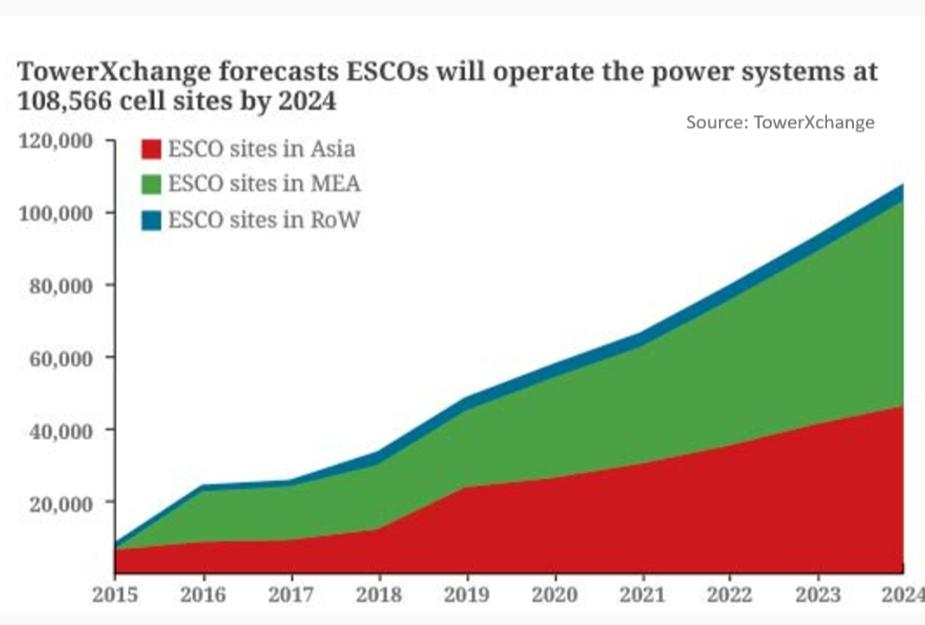 TowerXchange forecasts ESCOs will operate the power systems at
108,566 cell sites by 2024
Source: TowerXchange
120,000
ESCO sites in Asia
ESCO sites in MEA
100,000
ESCO sites in RoW
80,000
60,000
40,000
20,000
2015 2016 2017 2018 2019 2020 2021 2022 2023 2024